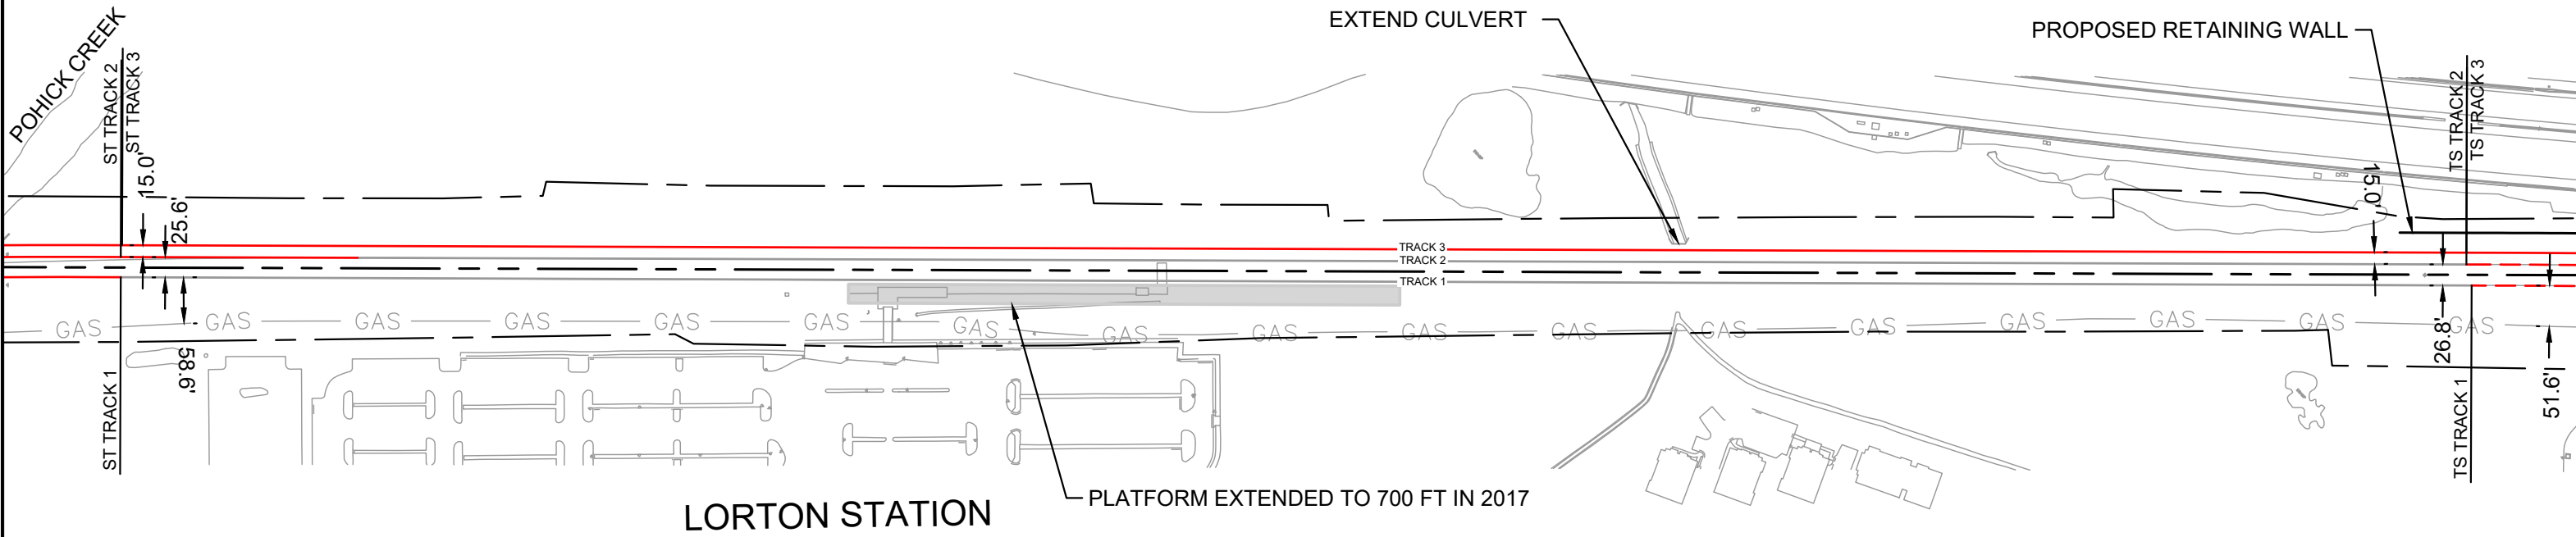 POHICK CREEK
ST TRACK 2
ST TRACK 3
15.0'
25.6'
58.6'
ST TRACK 1
EXTEND CULVERT
PROPOSED RETAINING WALL
TS TRACK 2
TS TRACK 3
15.0'
TRACK 3
TRACK 2
TRACK 1
GAS GAS GAS GAS GAS GAS GAS GAS GAS GAS GAS GAS GAS GAS GAS GAS GAS
26.8'
51.6'
TS TRACK 1
PLATFORM EXTENDED TO 700 FT IN 2017
LORTON STATION